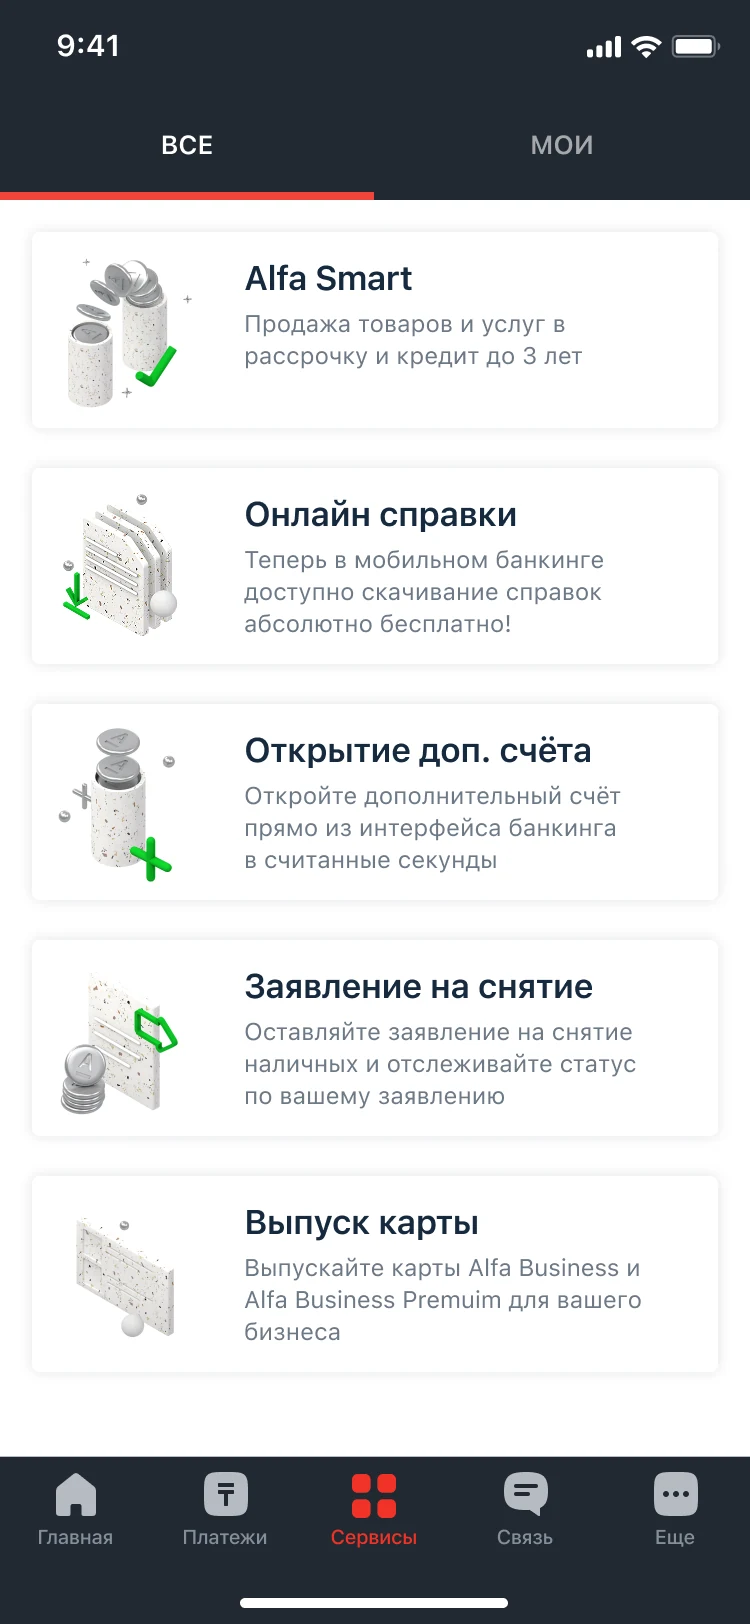 9:41
ВСЕ
МОИ
Alfa Smart
Продажа товаров и услуг в
рассрочку и кредит до 3 лет
Онлайн справки
Теперь в мобильном банкинге
доступно скачивание справок
абсолютно бесплатно!
Открытие доп. счёта
Откройте дополнительный счёт
прямо из интерфейса банкинга
в считанные секунды
Заявление на снятие
Оставляйте заявление на снятие
наличных и отслеживайте статус
по вашему заявлению
Выпуск карты
Выпускайте карты Alfa Business и
Alfa Business Premuim для вашего
бизнеса
Главная
Платежи
Сервисы
Связь
Еще